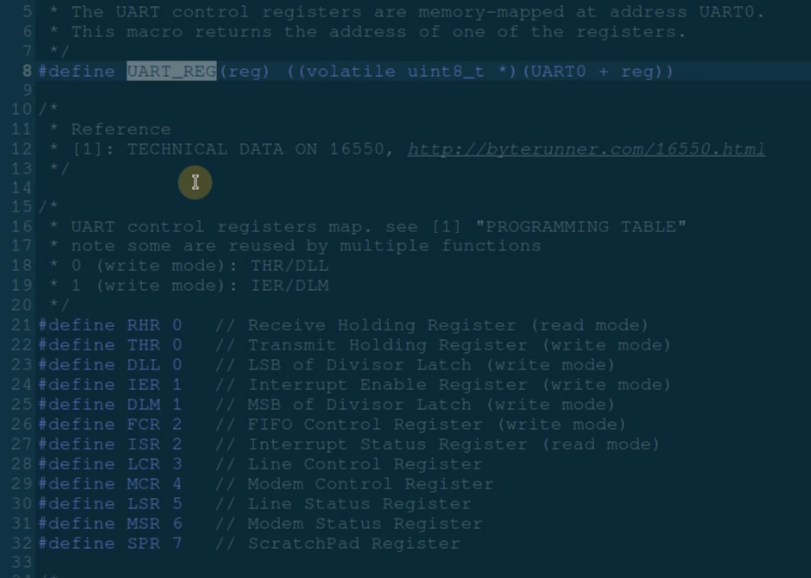 5 * The UART control registers are memory-mapped at address UART0.
6 * This macro returns the address of one of the registers.
7 */
8 #define UART_REG(reg) ((volatile uint8_t *)(UART0 + reg))
9
10 /*
11 * Reference
12 * [1]: TECHNICAL DATA ON 16550, http://byterunner.com/16550.html
13 */
14
15 /*
16 * UART control registers map. see [1] "PROGRAMMING TABLE"
17 * note some are reused by multiple functions
18 * 0 (write mode): THR/DLL
19 * 1 (write mode): IER/DLM
20 */
21 #define RHR 0 // Receive Holding Register (read mode)
22 #define THR 0 // Transmit Holding Register (write mode)
23 #define DLL 0 // LSB of Divisor Latch (write mode)
24 #define IER 1 // Interrupt Enable Register (write mode)
25 #define DLM 1 // MSB of Divisor Latch (write mode)
26 #define FCR 2 // FIFO Control Register (write mode)
27 #define ISR 2 // Interrupt Status Register (read mode)
28 #define LCR 3 // Line Control Register
29 #define MCR 4 // Modem Control Register
30 #define LSR 5 // Line Status Register
31 #define MSR 6 // Modem Status Register
32 #define SPR 7 // ScratchPad Register
33